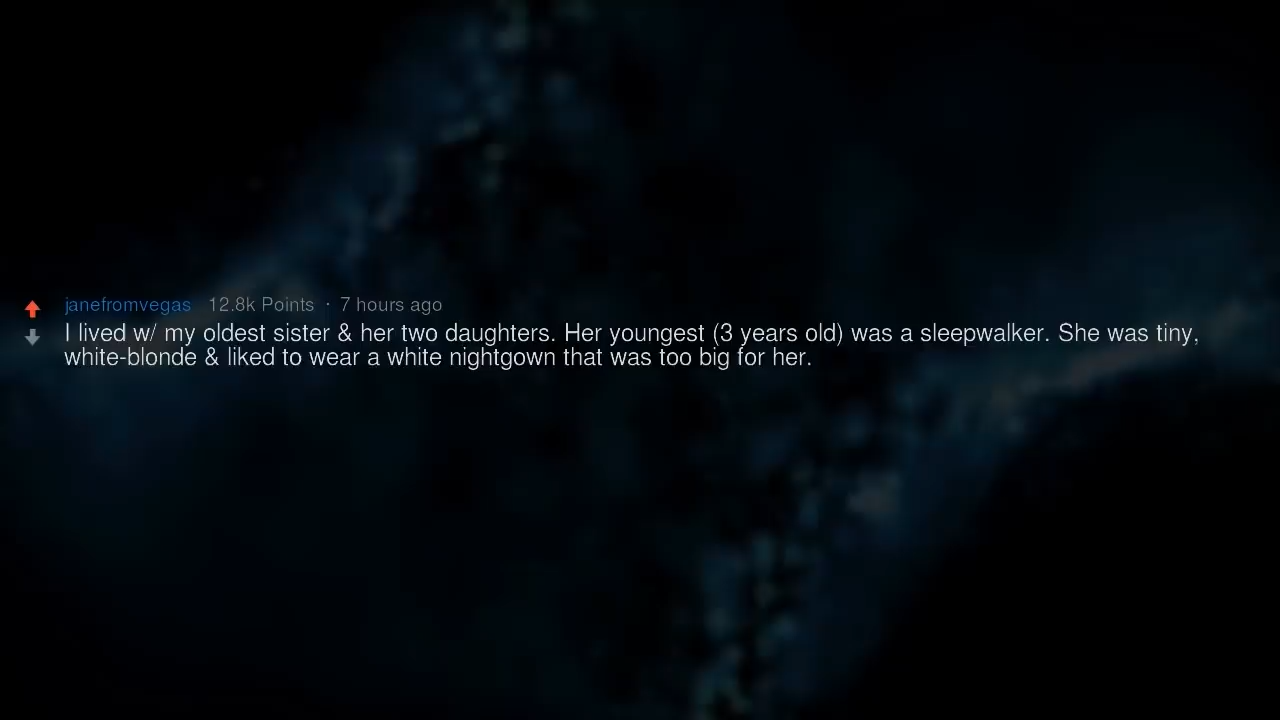 janefromvegas 12.8k Points · 7 hours ago
I lived w/ my oldest sister & her two daughters. Her youngest (3 years old) was a sleepwalker. She was tiny,
white-blonde & liked to wear a white nightgown that was too big for her.